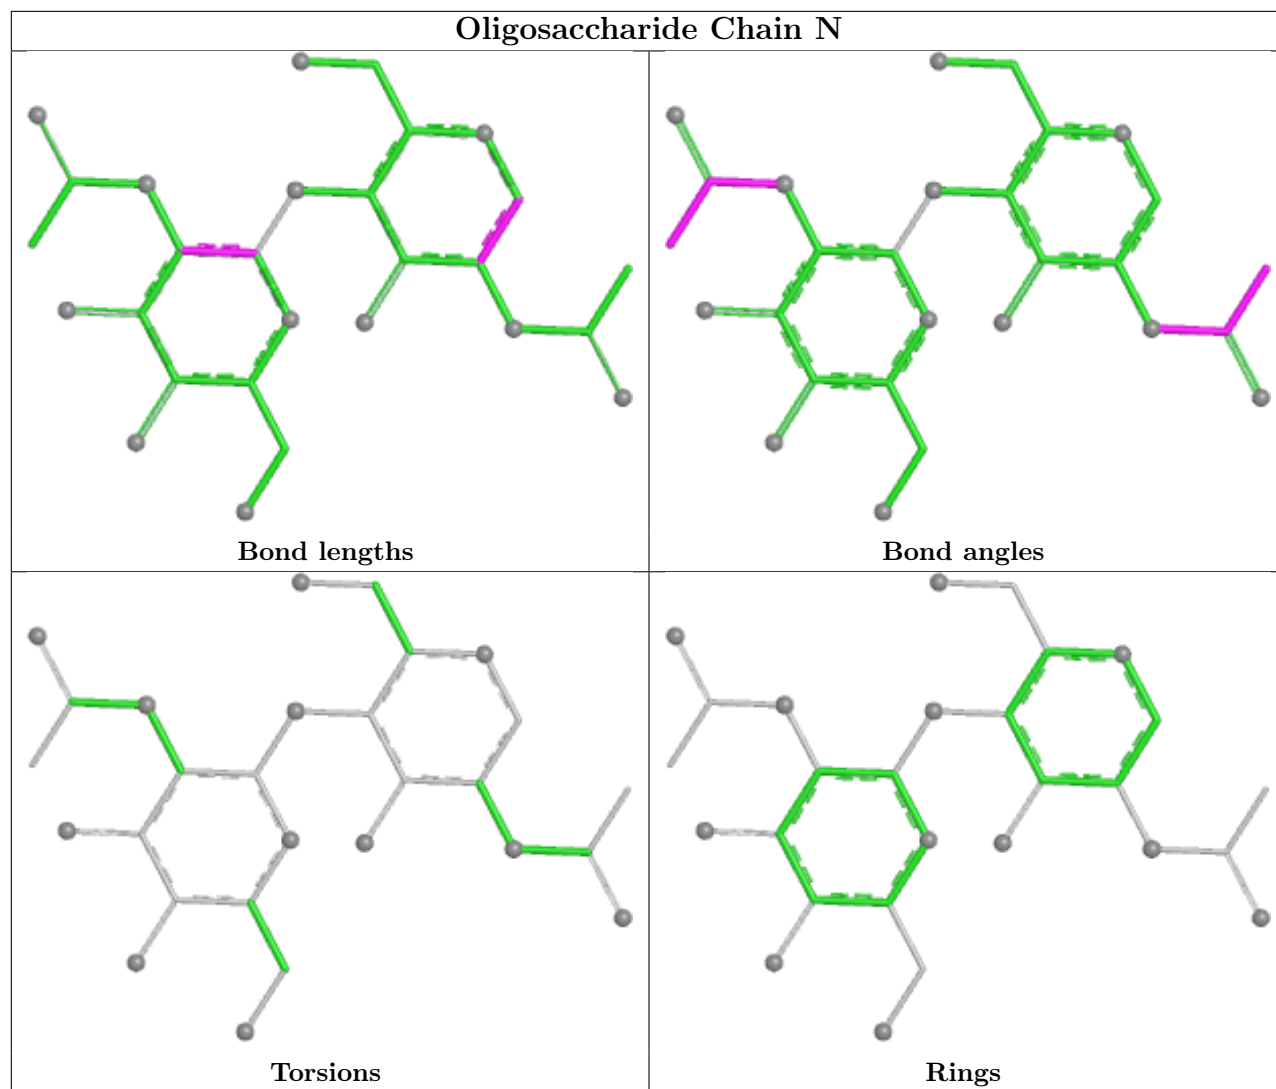 Oligosaccharide Chain N
Bond lengths
Bond angles
Torsions
Rings